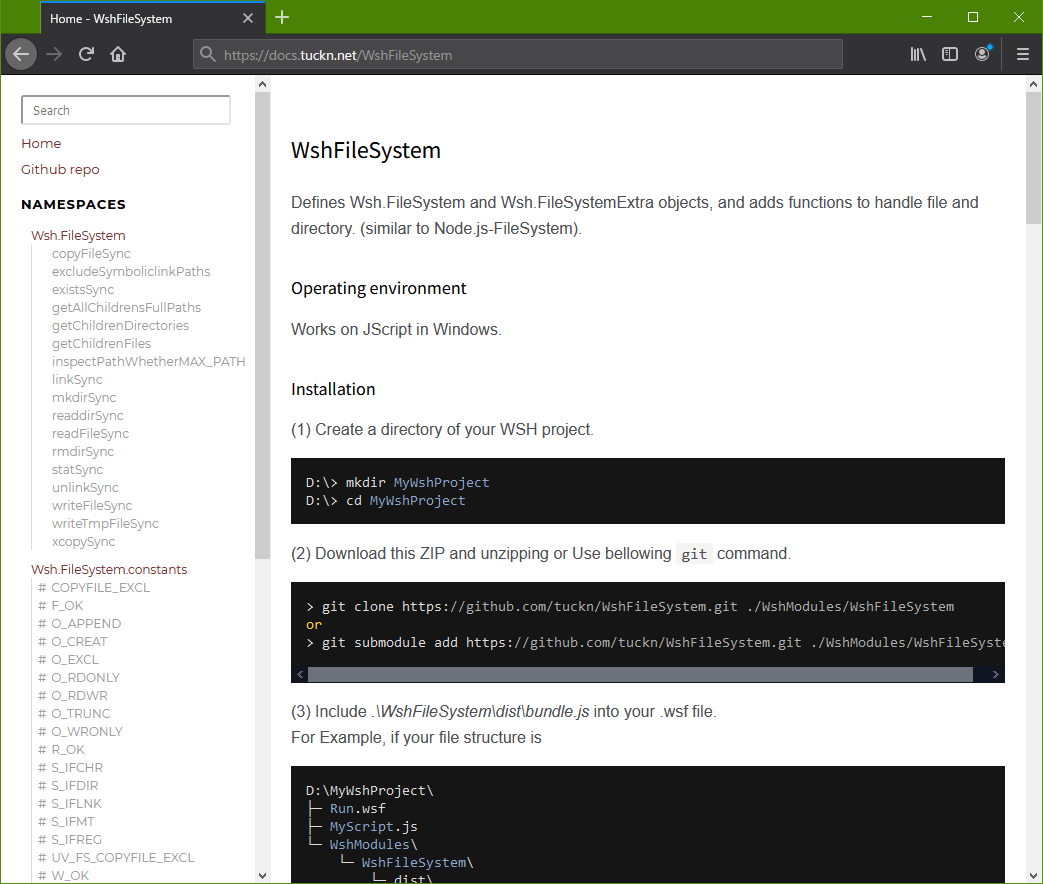 Home - WshFileSystem
https://docs.tuckn.net/WshFileSystem
Search
Home
Github repo
NAMESPACES
Wsh.FileSystem
copyFileSync
excludeSymboliclinkPaths
existsSync
getAllChildrensFullPaths
getChildrenDirectories
getChildrenFiles
inspectPathWhetherMAX_PATH
linkSync
mkdirSync
readdirSync
readFileSync
rmdirSync
statSync
unlinkSync
writeFileSync
writeTmpFileSync
xcopySync
Wsh.FileSystem.constants
# COPYFILE_EXCL
# F_OK
# O_APPEND
# O_CREAT
# O_EXCL
# O_RDONLY
# O_RDWR
# O_TRUNC
# O_WRONLY
# R_OK
# S_IFCHR
# S_IFDIR
# S_IFLNK
# S_IFMT
# S_IFREG
# UV_FS_COPYFILE_EXCL
# W_OK
WshFileSystem
Defines Wsh.FileSystem and Wsh.FileSystemExtra objects, and adds functions to handle file and
directory. (similar to Node.js-FileSystem).
Operating environment
Works on JScript in Windows.
Installation
(1) Create a directory of your WSH project.
D:\> mkdir MyWshProject
D:\> cd MyWshProject
(2) Download this ZIP and unzipping or Use bellowing git command.
> git clone https://github.com/tuckn/WshFileSystem.git ./WshModules/WshFileSystem
or
> git submodule add https://github.com/tuckn/WshFileSystem.git ./WshModules/WshFileSyste
(3) Include .\WshFileSystem\dist\bundle.js into your .wsf file.
For Example, if your file structure is
D:\MyWshProject\
├─ Run.wsf
├─ MyScript.js
└─ WshModules\
└─ WshFileSystem\
└─ dist\